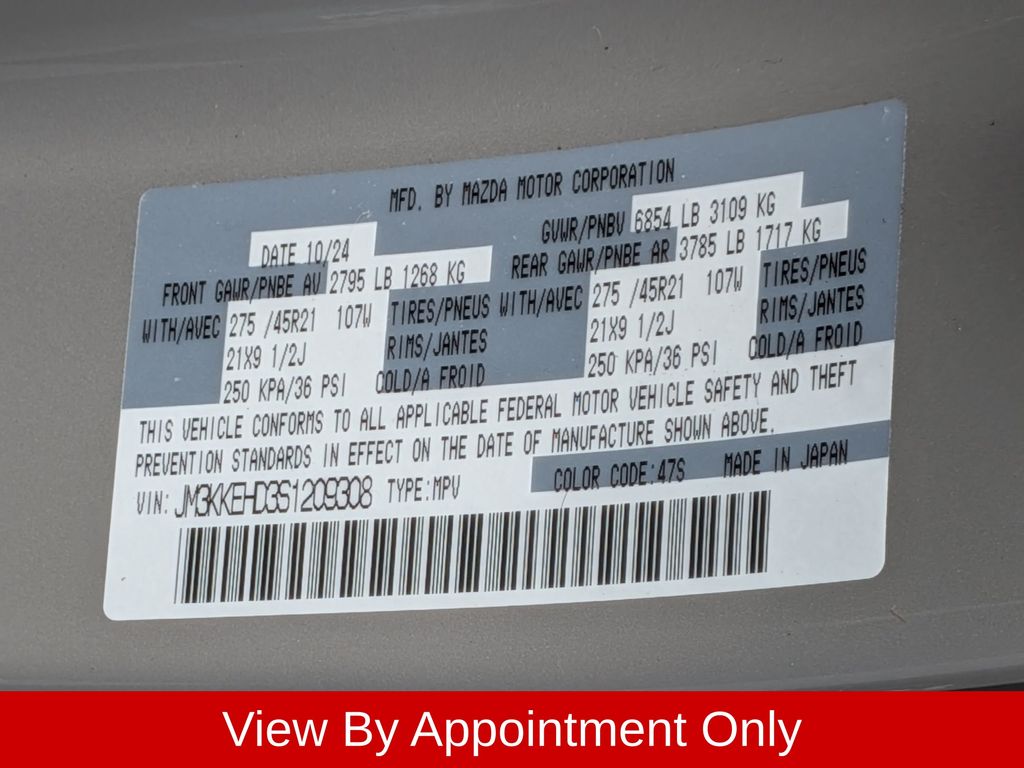 MFD. BY MAZDA MOTOR CORPORATION
DATE 10/24 GVWR/PNBV 6854 LB 3109 KG
FRONT GAWR/PNBE AV 2795 LB 1268 KG REAR GAWR/PNBE AR 3785 LB 1717 KG
WITH/AVEC 275 /45R21 107W TIRES/PNEUS WITH/AVEC 275 /45R21 107W TIRES/PNEUS
21X9 1/2J RIMS/JANTES 21X9 1/2J RIMS/JANTES
250 KPA/36 PSI COLD/A FROID 250 KPA/36 PSI COLD/A FROID
THIS VEHICLE CONFORMS TO ALL APPLICABLE FEDERAL MOTOR VEHICLE SAFETY AND THEFT
PREVENTION STANDARDS IN EFFECT ON THE DATE OF MANUFACTURE SHOWN ABOVE.
VIN: JM3KKEHD3S1209308 TYPE:MPV COLOR CODE:47S MADE IN JAPAN
View By Appointment Only